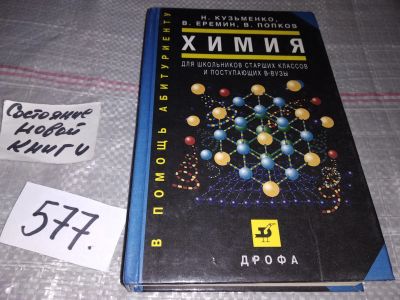 Н. КУЗЬМЕНКО,
В. ЕРЕМИН, В. ПОПКОВ
ХИМИЯ
ДЛЯ ШКОЛЬНИКОВ СТАРШИХ КЛАССОВ
И ПОСТУПАЮЩИХ В ВУЗЫ
В ПОМОЩЬ АБИТУРИЕНТУ
ДРОФА
Состояние
новой
книги
577.